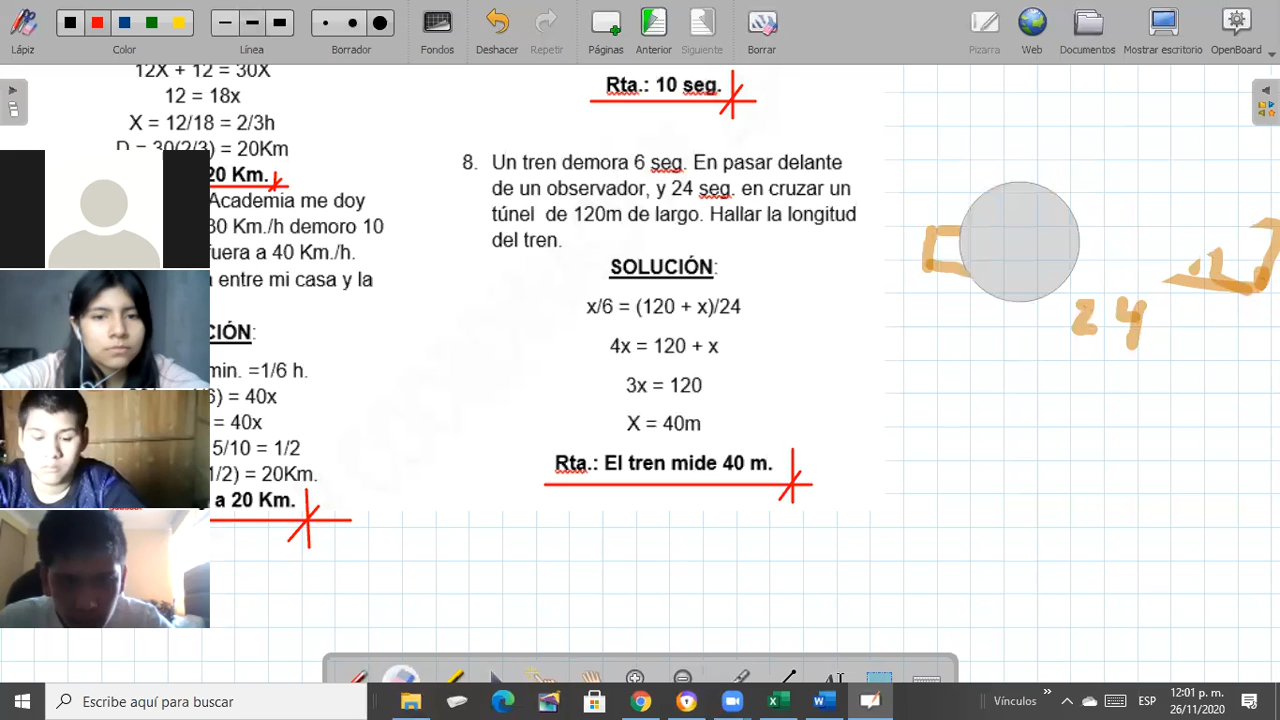 Lápiz
Color
Línea
Borrador
Fondos
Deshacer
Repetir
Páginas
Anterior
Siguiente
Borrar
Pizarra
Web
Documentos
Mostrar escritorio
OpenBoard
12X + 12 = 30X
12 = 18x
X = 12/18 = 2/3h
D = 30(2/3) = 20Km
20 Km.
Academia me doy
Km./h demoro 10
fuera a 40 Km./h.
entre mi casa y la
CIÓN:
min. =1/6 h.
= 40x
= 40x
5/10 = 1/2
1/2) = 20Km.
a 20 Km.
Rta.: 10 seg.
8. Un tren demora 6 seg. En pasar delante
de un observador, y 24 seg. en cruzar un
túnel de 120m de largo. Hallar la longitud
del tren.
SOLUCIÓN:
x/6 = (120 + x)/24
4x = 120 + x
3x = 120
X = 40m
Rta.: El tren mide 40 m.
24
Escribe aquí para buscar
Vínculos
ESP
12:01 p. m.
26/11/2020